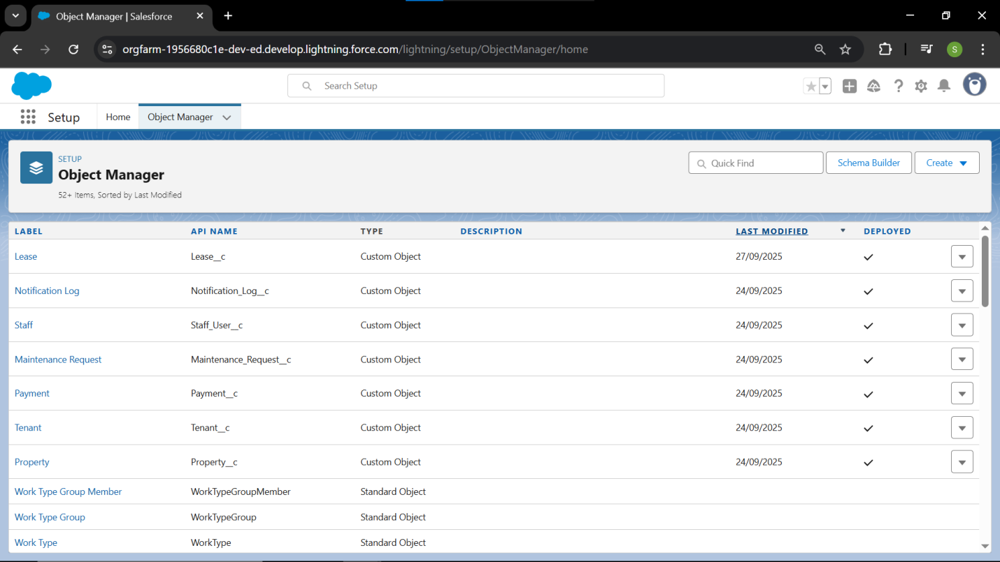 Object Manager | Salesforce
orgfarm-1956680c1e-dev-ed.develop.lightning.force.com/lightning/setup/ObjectManager/home
S
Search Setup
Setup Home Object Manager
SETUP
Object Manager
52+ Items, Sorted by Last Modified
Quick Find Schema Builder Create
LABEL API NAME TYPE DESCRIPTION LAST MODIFIED DEPLOYED
Lease Lease__c Custom Object 27/09/2025
Notification Log Notification_Log__c Custom Object 24/09/2025
Staff Staff_User__c Custom Object 24/09/2025
Maintenance Request Maintenance_Request__c Custom Object 24/09/2025
Payment Payment__c Custom Object 24/09/2025
Tenant Tenant__c Custom Object 24/09/2025
Property Property__c Custom Object 24/09/2025
Work Type Group Member WorkTypeGroupMember Standard Object
Work Type Group WorkTypeGroup Standard Object
Work Type WorkType Standard Object